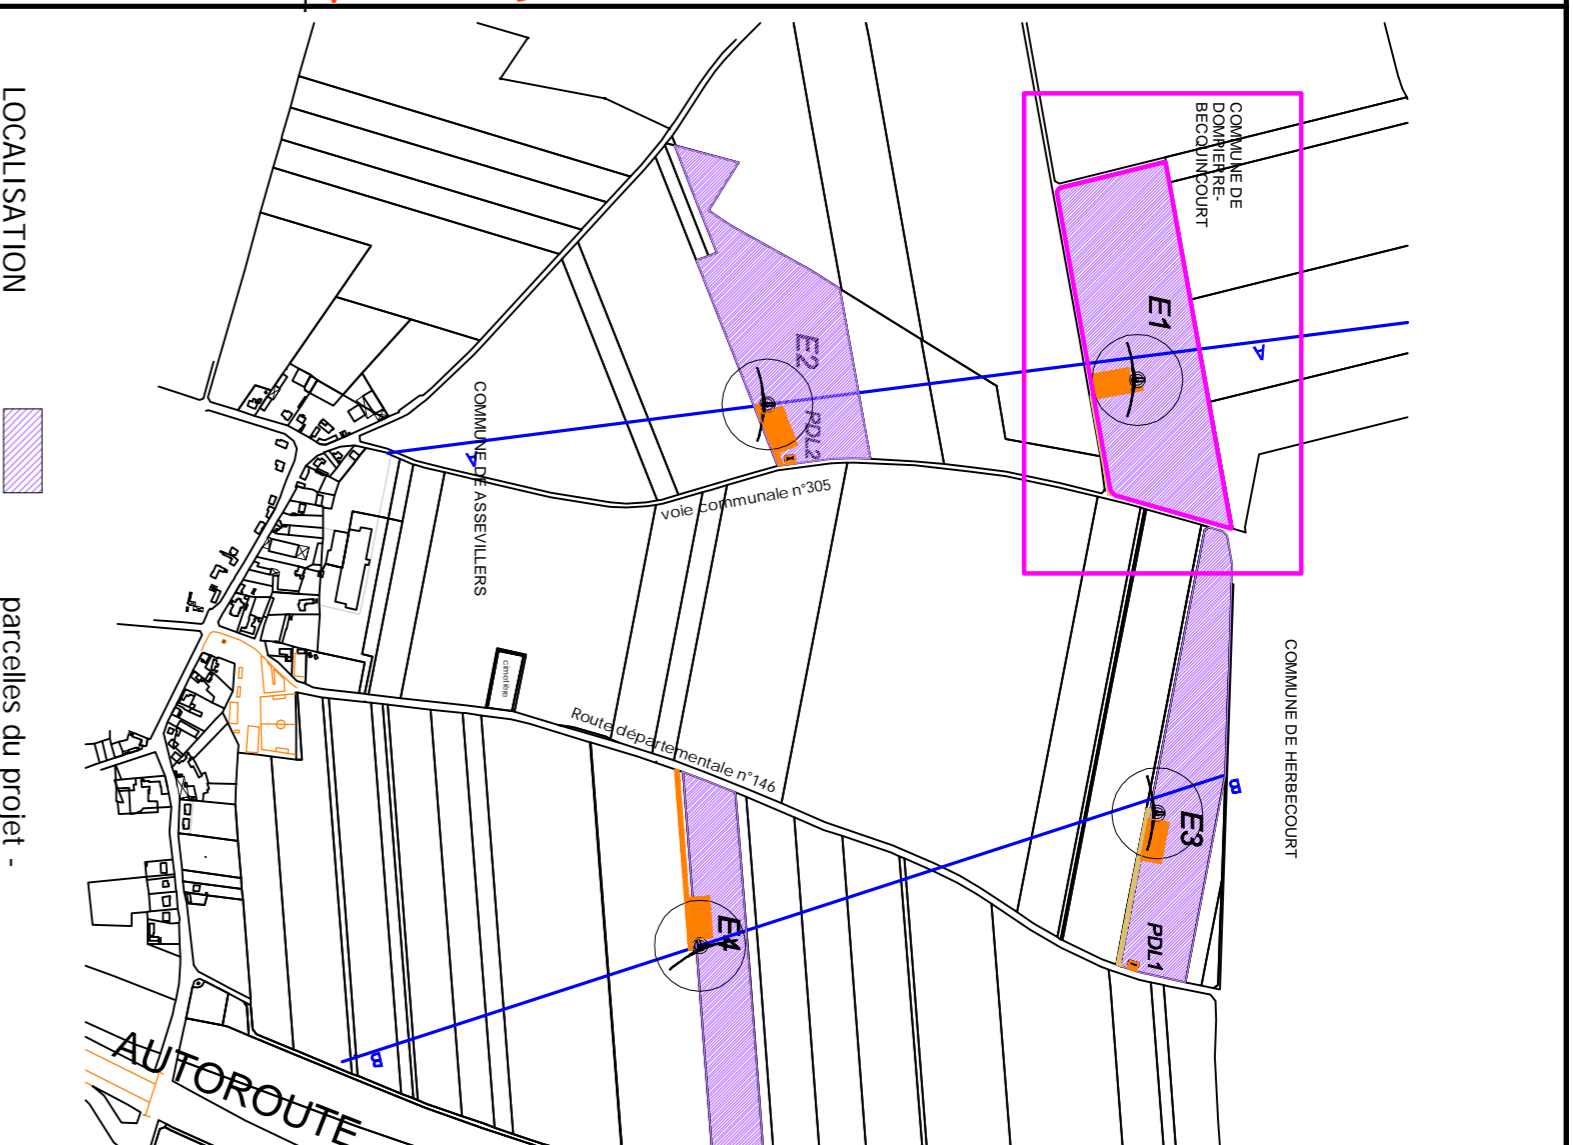 COMMUNE DE
DOMPIERRE-
BECQUINCOURT
E1
A
E2
PDL2
A
COMMUNE DE ASSEVILLERS
voie communale n°305
cimetière
Route départementale n°146
COMMUNE DE HERBECOURT
B
E3
PDL1
E4
B
AUTOROUTE
LOCALISATION
parcelles du projet -